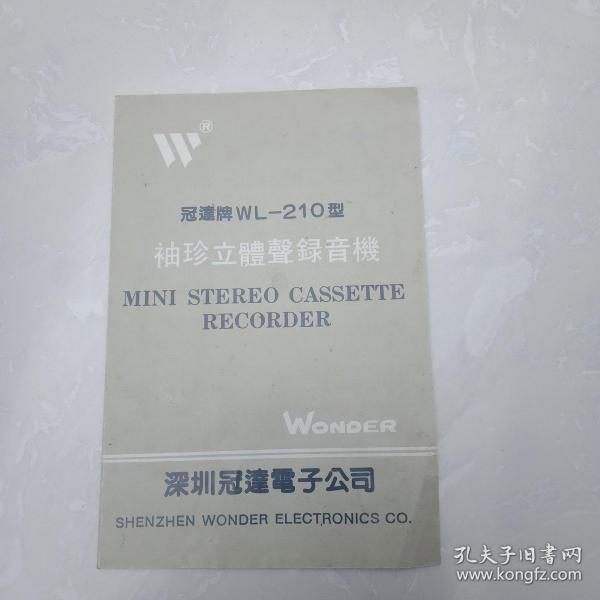 W®
冠達牌WL-210型
袖珍立體聲録音機
MINI STEREO CASSETTE
RECORDER
WONDER
深圳冠達電子公司
SHENZHEN WONDER ELECTRONICS CO.
孔夫子旧书网
www.kongfz.com